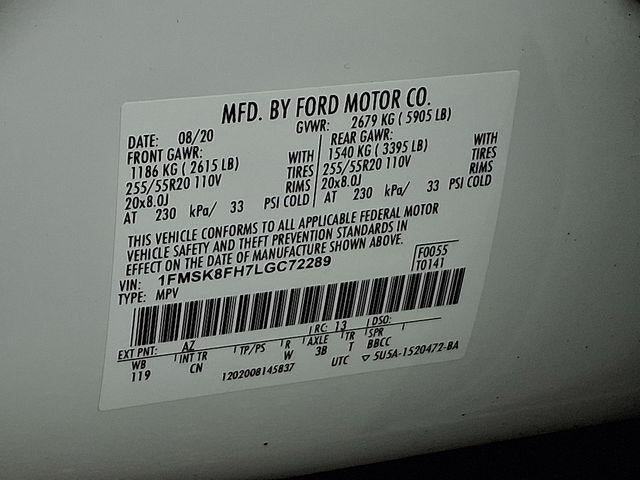 MFD. BY FORD MOTOR CO.
DATE: 08/20 GVWR: 2679 KG ( 5905 LB)
FRONT GAWR: REAR GAWR:
1186 KG ( 2615 LB) WITH 1540 KG ( 3395 LB) WITH
255/55R20 110V TIRES 255/55R20 110V TIRES
20x8.0J RIMS 20x8.0J RIMS
AT 230 kPa/ 33 PSI COLD AT 230 kPa/ 33 PSI COLD
THIS VEHICLE CONFORMS TO ALL APPLICABLE FEDERAL MOTOR
VEHICLE SAFETY AND THEFT PREVENTION STANDARDS IN
EFFECT ON THE DATE OF MANUFACTURE SHOWN ABOVE.
VIN: 1FMSK8FH7LGC72289 F0055
TYPE: MPV T0141
EXT PNT: AZ RC: 13 DSO:
WB INT TR TP/PS R AXLE TR SPR
119 CN W 3B T BBCC
1202008145837 UTC ▽ 5U5A-1520472-BA